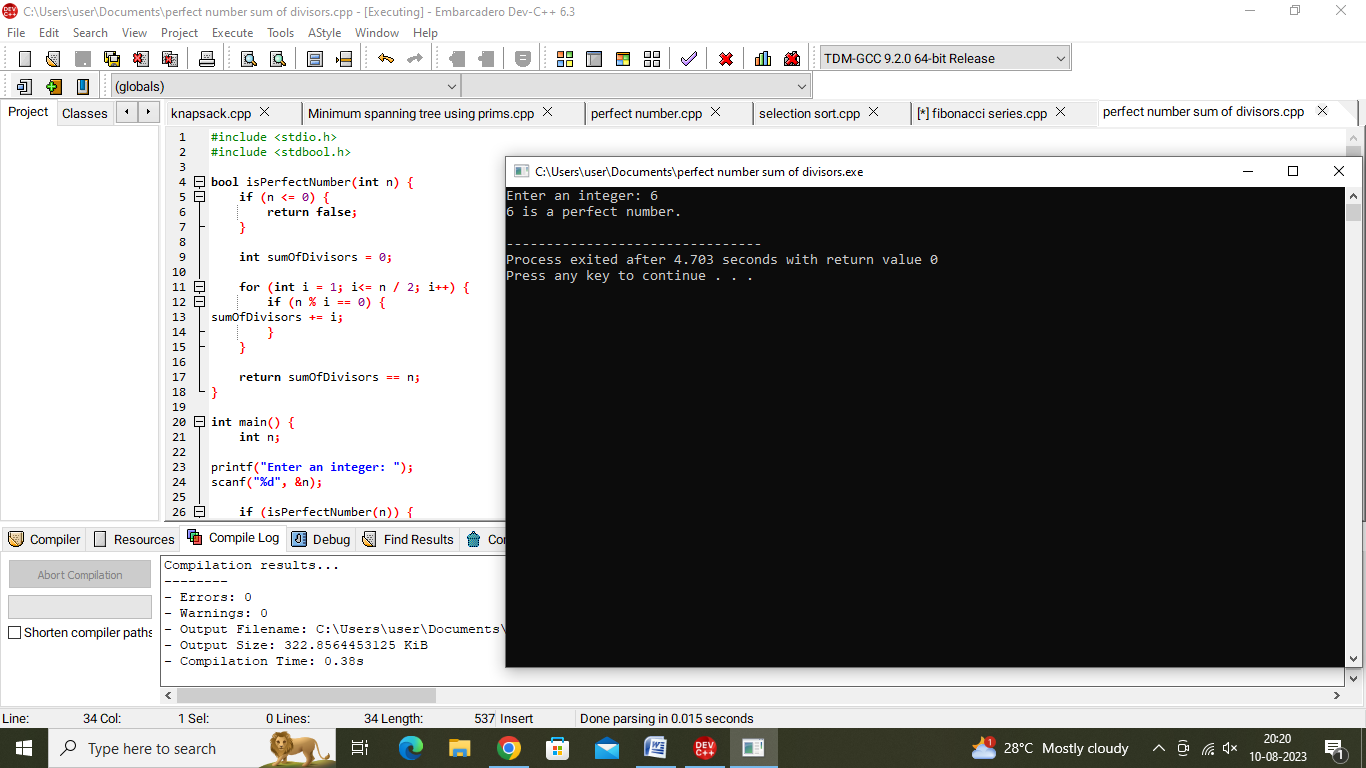 C:\Users\user\Documents\perfect number sum of divisors.cpp - [Executing] - Embarcadero Dev-C++ 6.3
File Edit Search View Project Execute Tools AStyle Window Help
TDM-GCC 9.2.0 64-bit Release
(globals)
Project Classes knapsack.cpp Minimum spanning tree using prims.cpp perfect number.cpp selection sort.cpp [*] fibonacci series.cpp perfect number sum of divisors.cpp
1 #include <stdio.h>
2 #include <stdbool.h>
3
4 bool isPerfectNumber(int n) {
5 if (n <= 0) {
6 return false;
7 }
8
9 int sumOfDivisors = 0;
10
11 for (int i = 1; i<= n / 2; i++) {
12 if (n % i == 0) {
13 sumOfDivisors += i;
14 }
15 }
16
17 return sumOfDivisors == n;
18 }
19
20 int main() {
21 int n;
22
23 printf("Enter an integer: ");
24 scanf("%d", &n);
25
26 if (isPerfectNumber(n)) {
C:\Users\user\Documents\perfect number sum of divisors.exe
Enter an integer: 6
6 is a perfect number.
--------------------------------
Process exited after 4.703 seconds with return value 0
Press any key to continue . . .
Compiler Resources Compile Log Debug Find Results Co
Abort Compilation
Shorten compiler paths
Compilation results...
--------
- Errors: 0
- Warnings: 0
- Output Filename: C:\Users\user\Documents\
- Output Size: 322.8564453125 KiB
- Compilation Time: 0.38s
Line: 34 Col: 1 Sel: 0 Lines: 34 Length: 537 Insert Done parsing in 0.015 seconds
Type here to search
DEV C++
1
28°C Mostly cloudy
20:20
10-08-2023
1